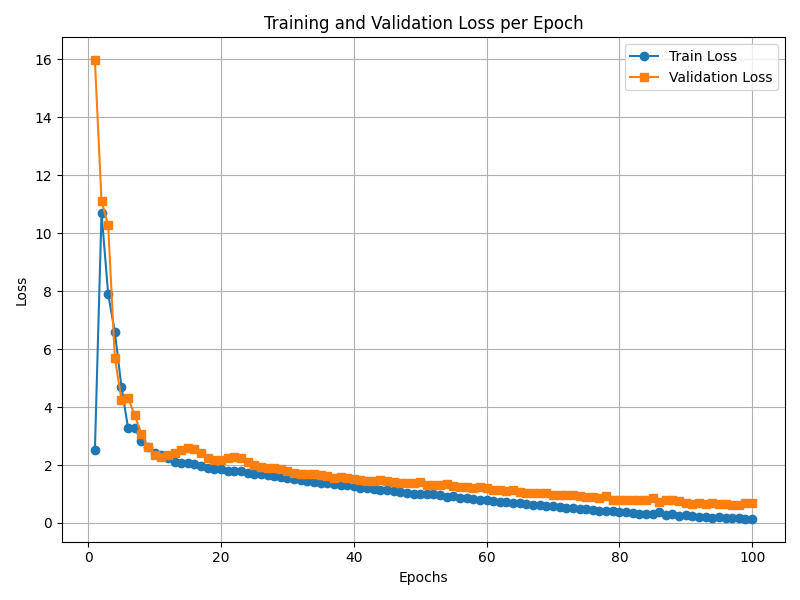 Training and Validation Loss per Epoch
Train Loss
Validation Loss
16
14
12
10
8
6
4
2
0
Loss
0 20 40 60 80 100
Epochs